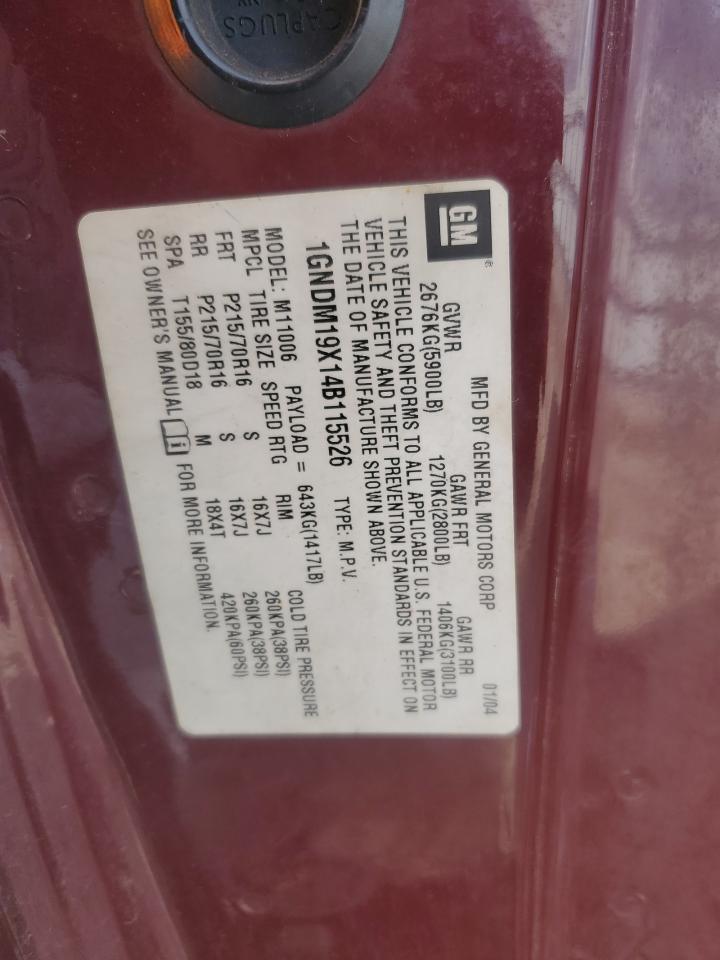 CAPLUGS
GM
MFD BY GENERAL MOTORS CORP 01/04
GVWR GAWR FRT GAWR RR
2676KG(5900LB) 1270KG(2800LB) 1406KG(3100LB)
THIS VEHICLE CONFORMS TO ALL APPLICABLE U.S. FEDERAL MOTOR
VEHICLE SAFETY AND THEFT PREVENTION STANDARDS IN EFFECT ON
THE DATE OF MANUFACTURE SHOWN ABOVE.
1GNDM19X14B115526 TYPE: M.P.V.
MODEL: M11006 PAYLOAD = 643KG(1417LB)
MPCL TIRE SIZE SPEED RTG RIM COLD TIRE PRESSURE
FRT P215/70R16 S 16X7J 260KPA(38PSI)
RR P215/70R16 S 16X7J 260KPA(38PSI)
SPA T155/80D18 M 18X4T 420KPA(60PSI)
SEE OWNER'S MANUAL FOR MORE INFORMATION.